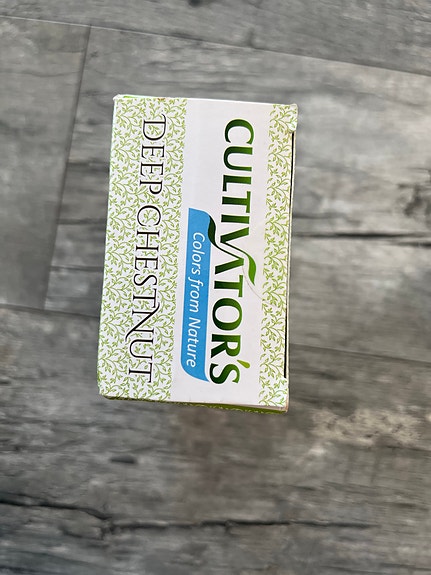 CULTIVATOR'S
Colors from Nature
DEEP CHESTNUT